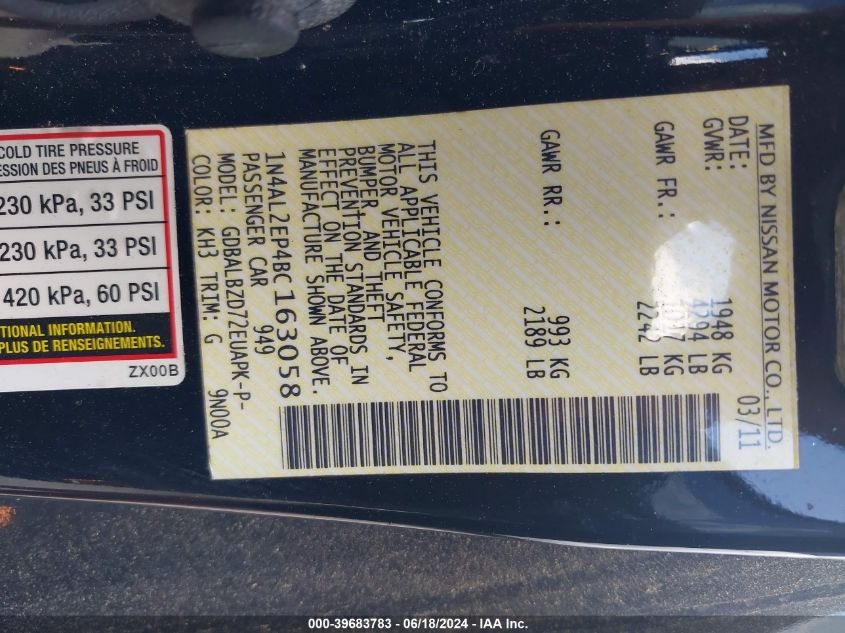 COLD TIRE PRESSURE
ESSION DES PNEUS À FROID
230 kPa, 33 PSI
230 kPa, 33 PSI
420 kPa, 60 PSI
TIONAL INFORMATION.
PLUS DE RENSEIGNEMENTS.
ZX00B
MFD BY NISSAN MOTOR CO., LTD.
DATE: 03/11
GVWR: 1948 KG
4294 LB
GAWR FR.: KG
2242 LB
GAWR RR.: 993 KG
2189 LB
THIS VEHICLE CONFORMS TO
ALL APPLICABLE FEDERAL
MOTOR VEHICLE SAFETY,
BUMPER AND THEFT
PREVENTION STANDARDS IN
EFFECT ON THE DATE OF
MANUFACTURE SHOWN ABOVE.
1N4AL2EP4BC163058
PASSENGER CAR 949
MODEL: GDBALBZD72EUAPK-P-
COLOR: KH3 TRIM: G 9N00A
000-39683783 - 06/18/2024 - IAA Inc.